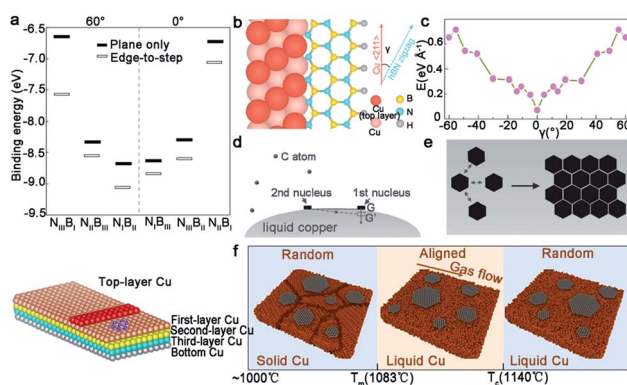 a
60°
0°
-6.5
-7.0
-7.5
-8.0
-8.5
-9.0
-9.5
Binding energy (eV)
Plane only
Edge-to-step
NIIIBI
NIIBIII
NIBII
NIBIII
NIIIBII
NIIBI
b
Cu <211>
γ
hBN zigzag
Cu
(top layer)
Cu
B
N
H
c
E(eV Å⁻¹)
0.6
0.4
0.2
0
-60
-40
-20
0
20
40
60
γ(°)
d
C atom
2nd nucleus
1st nucleus
G
G'
liquid copper
e
Top-layer Cu
First-layer Cu
Second-layer Cu
Third-layer Cu
Bottom Cu
f
Random
Aligned
Random
Gas flow
Solid Cu
Liquid Cu
Liquid Cu
~1000℃
Tm(1083℃)
Tc(1140℃)